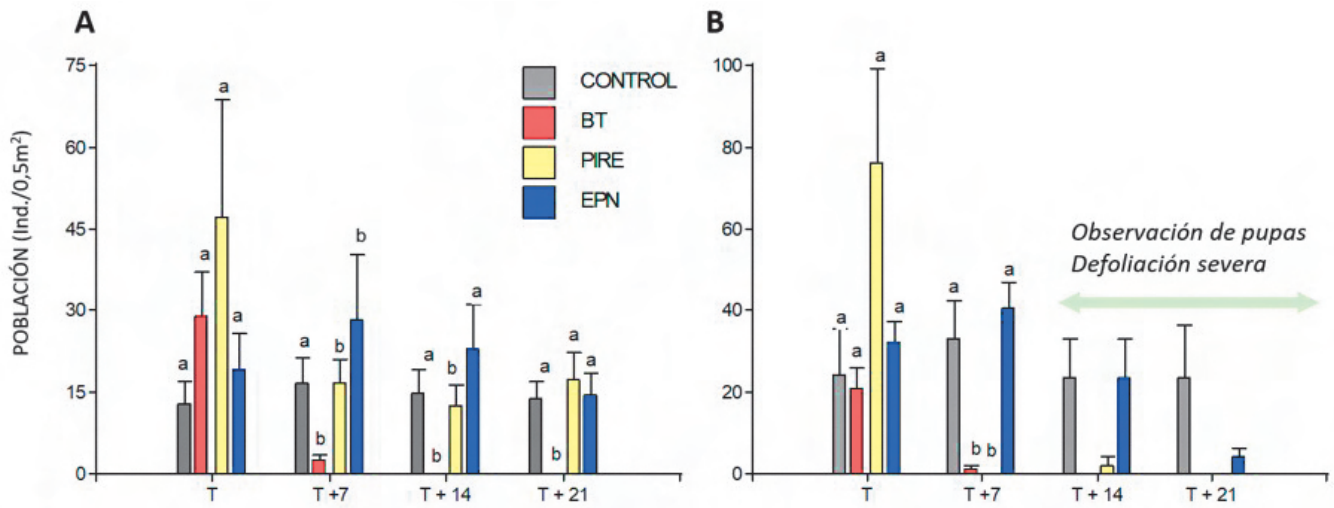 A
POBLACIÓN (Ind./0,5m²)
75
60
45
30
15
0
a
a
a
a
a
b
b
b
a
b
b
a
a
b
a
a
T
T +7
T + 14
T + 21
CONTROL
BT
PIRE
EPN
B
100
80
60
40
20
0
a
a
a
a
a
b
b
a
Observación de pupas
Defoliación severa
T
T +7
T + 14
T + 21